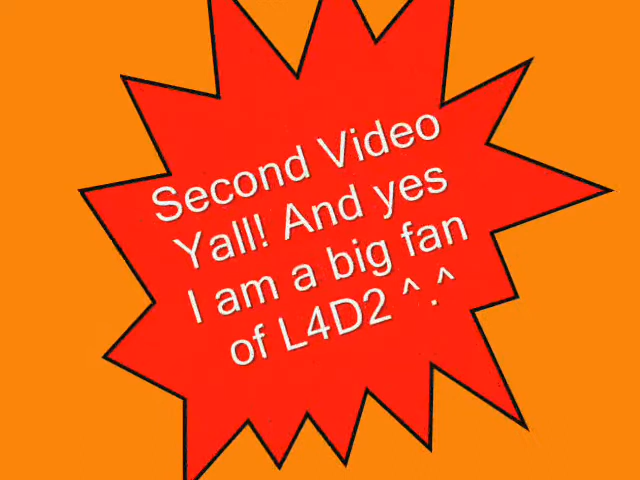 Second Video
Yall! And yes
I am a big fan
of L4D2 ^.^